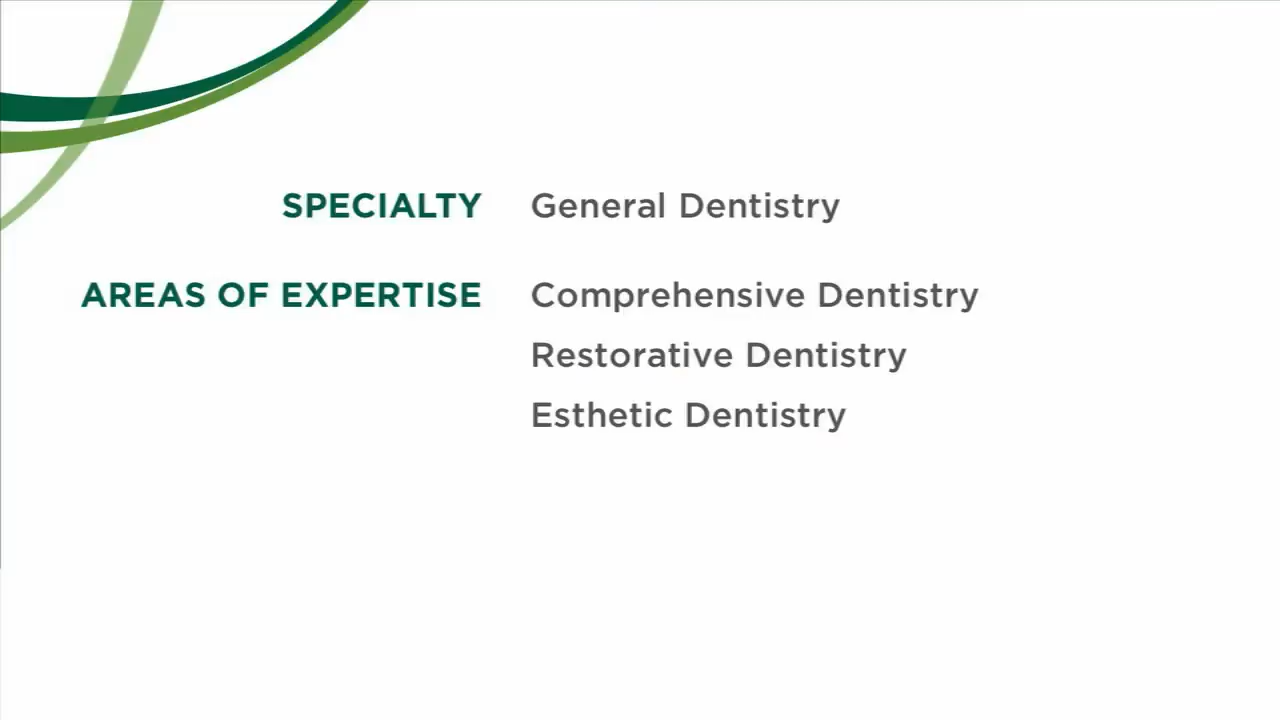 SPECIALTY General Dentistry
AREAS OF EXPERTISE Comprehensive Dentistry
Restorative Dentistry
Esthetic Dentistry